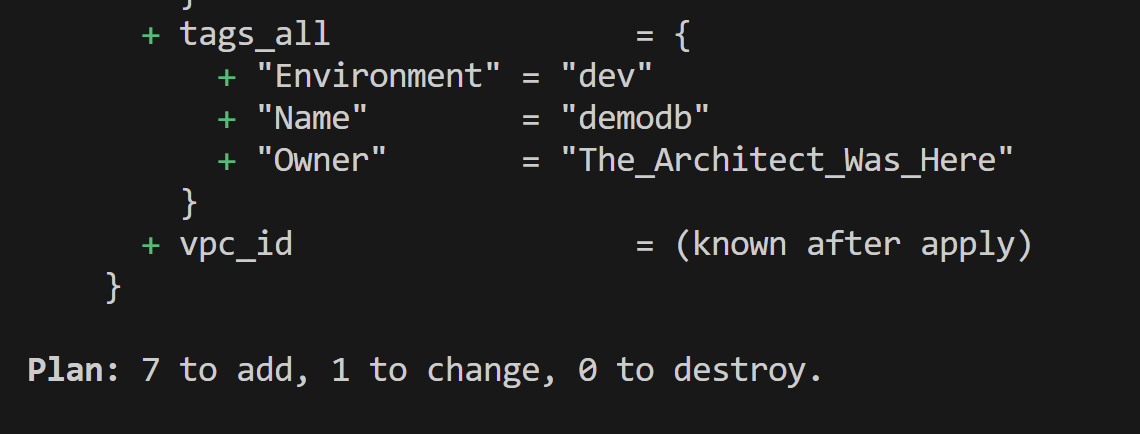 }
+ tags_all = {
+ "Environment" = "dev"
+ "Name" = "demodb"
+ "Owner" = "The_Architect_Was_Here"
}
+ vpc_id = (known after apply)
}
Plan: 7 to add, 1 to change, 0 to destroy.